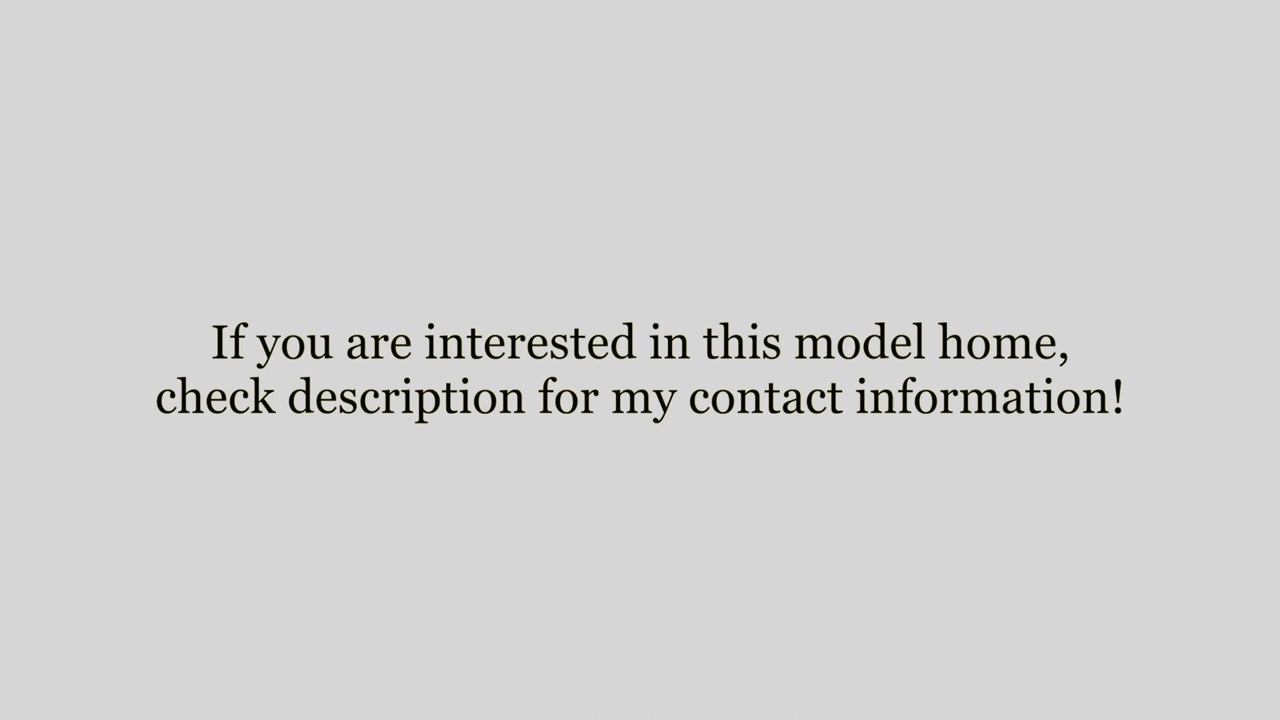 If you are interested in this model home,
check description for my contact information!